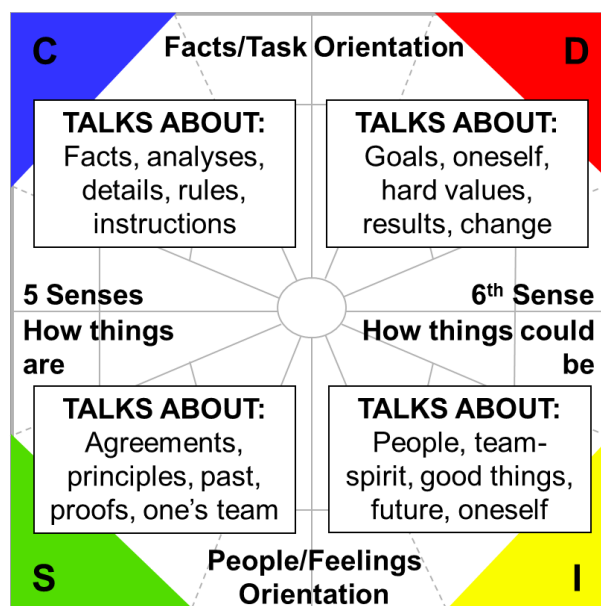 C
Facts/Task Orientation
D
TALKS ABOUT:
Facts, analyses,
details, rules,
instructions
TALKS ABOUT:
Goals, oneself,
hard values,
results, change
5 Senses
How things
are
6th Sense
How things could
be
TALKS ABOUT:
Agreements,
principles, past,
proofs, one's team
TALKS ABOUT:
People, team-
spirit, good things,
future, oneself
S
People/Feelings
Orientation
I